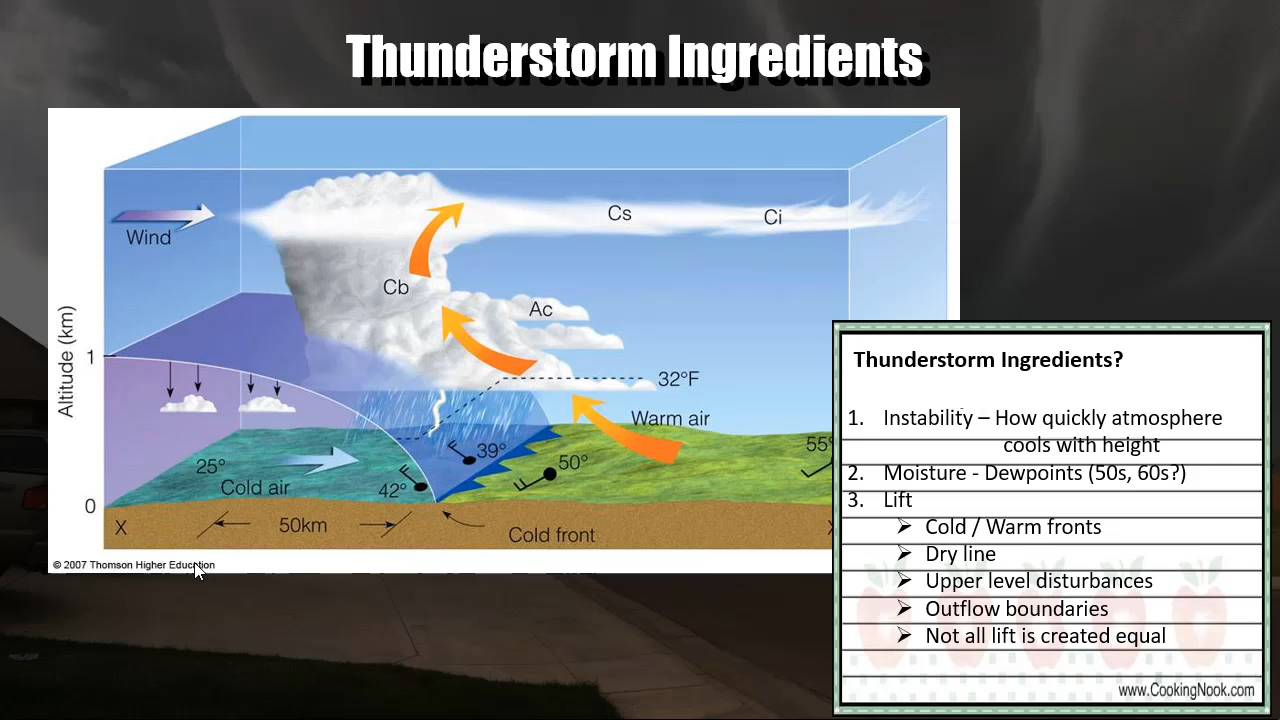 Thunderstorm Ingredients
Wind
Cs
Ci
Cb
Ac
Altitude (km)
1
32°F
Warm air
25°
Cold air
39°
50°
55°
42°
0
X
50km
Cold front
© 2007 Thomson Higher Education
Thunderstorm Ingredients?
1. Instability – How quickly atmosphere
cools with height
2. Moisture - Dewpoints (50s, 60s?)
3. Lift
➢ Cold / Warm fronts
➢ Dry line
➢ Upper level disturbances
➢ Outflow boundaries
➢ Not all lift is created equal
www.CookingNook.com